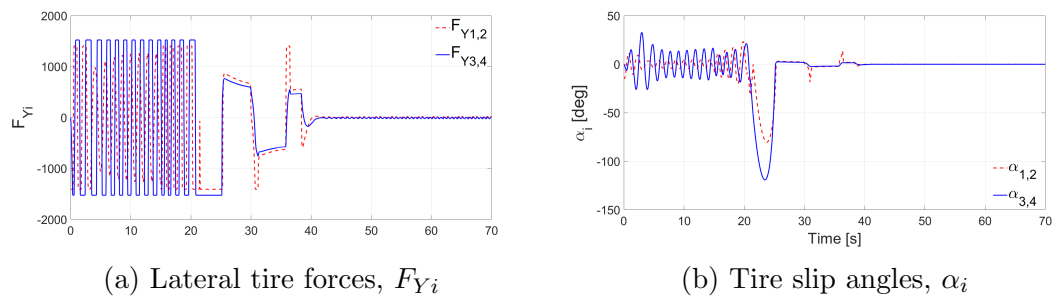 2000
1000
0
-1000
-2000
F_Yi
0 10 20 30 40 50 60 70
F_Y1,2
F_Y3,4
50
0
-50
-100
-150
α_i [deg]
0 10 20 30 40 50 60 70
Time [s]
α_1,2
α_3,4
(a) Lateral tire forces, F_Yi
(b) Tire slip angles, α_i